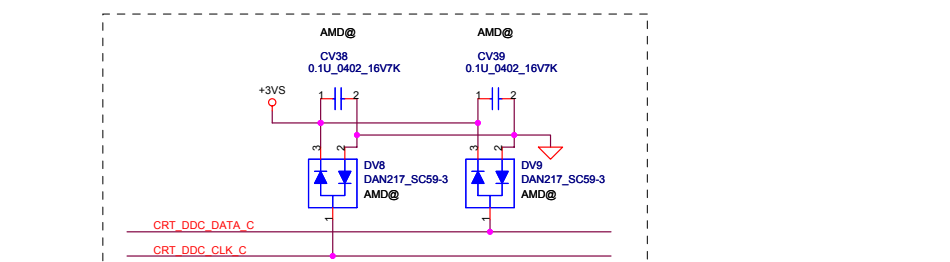 AMD@ AMD@
CV38 CV39
0.1U_0402_16V7K 0.1U_0402_16V7K
+3VS
1 2 1 2
3 2 3 2
DV8 DV9
DAN217_SC59-3 DAN217_SC59-3
AMD@ AMD@
1 1
CRT_DDC_DATA_C
CRT_DDC_CLK_C